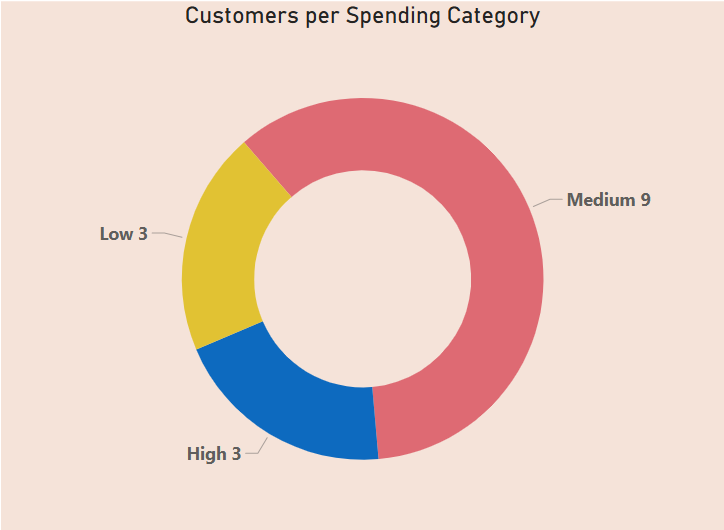 Customers per Spending Category
Medium 9
Low 3
High 3